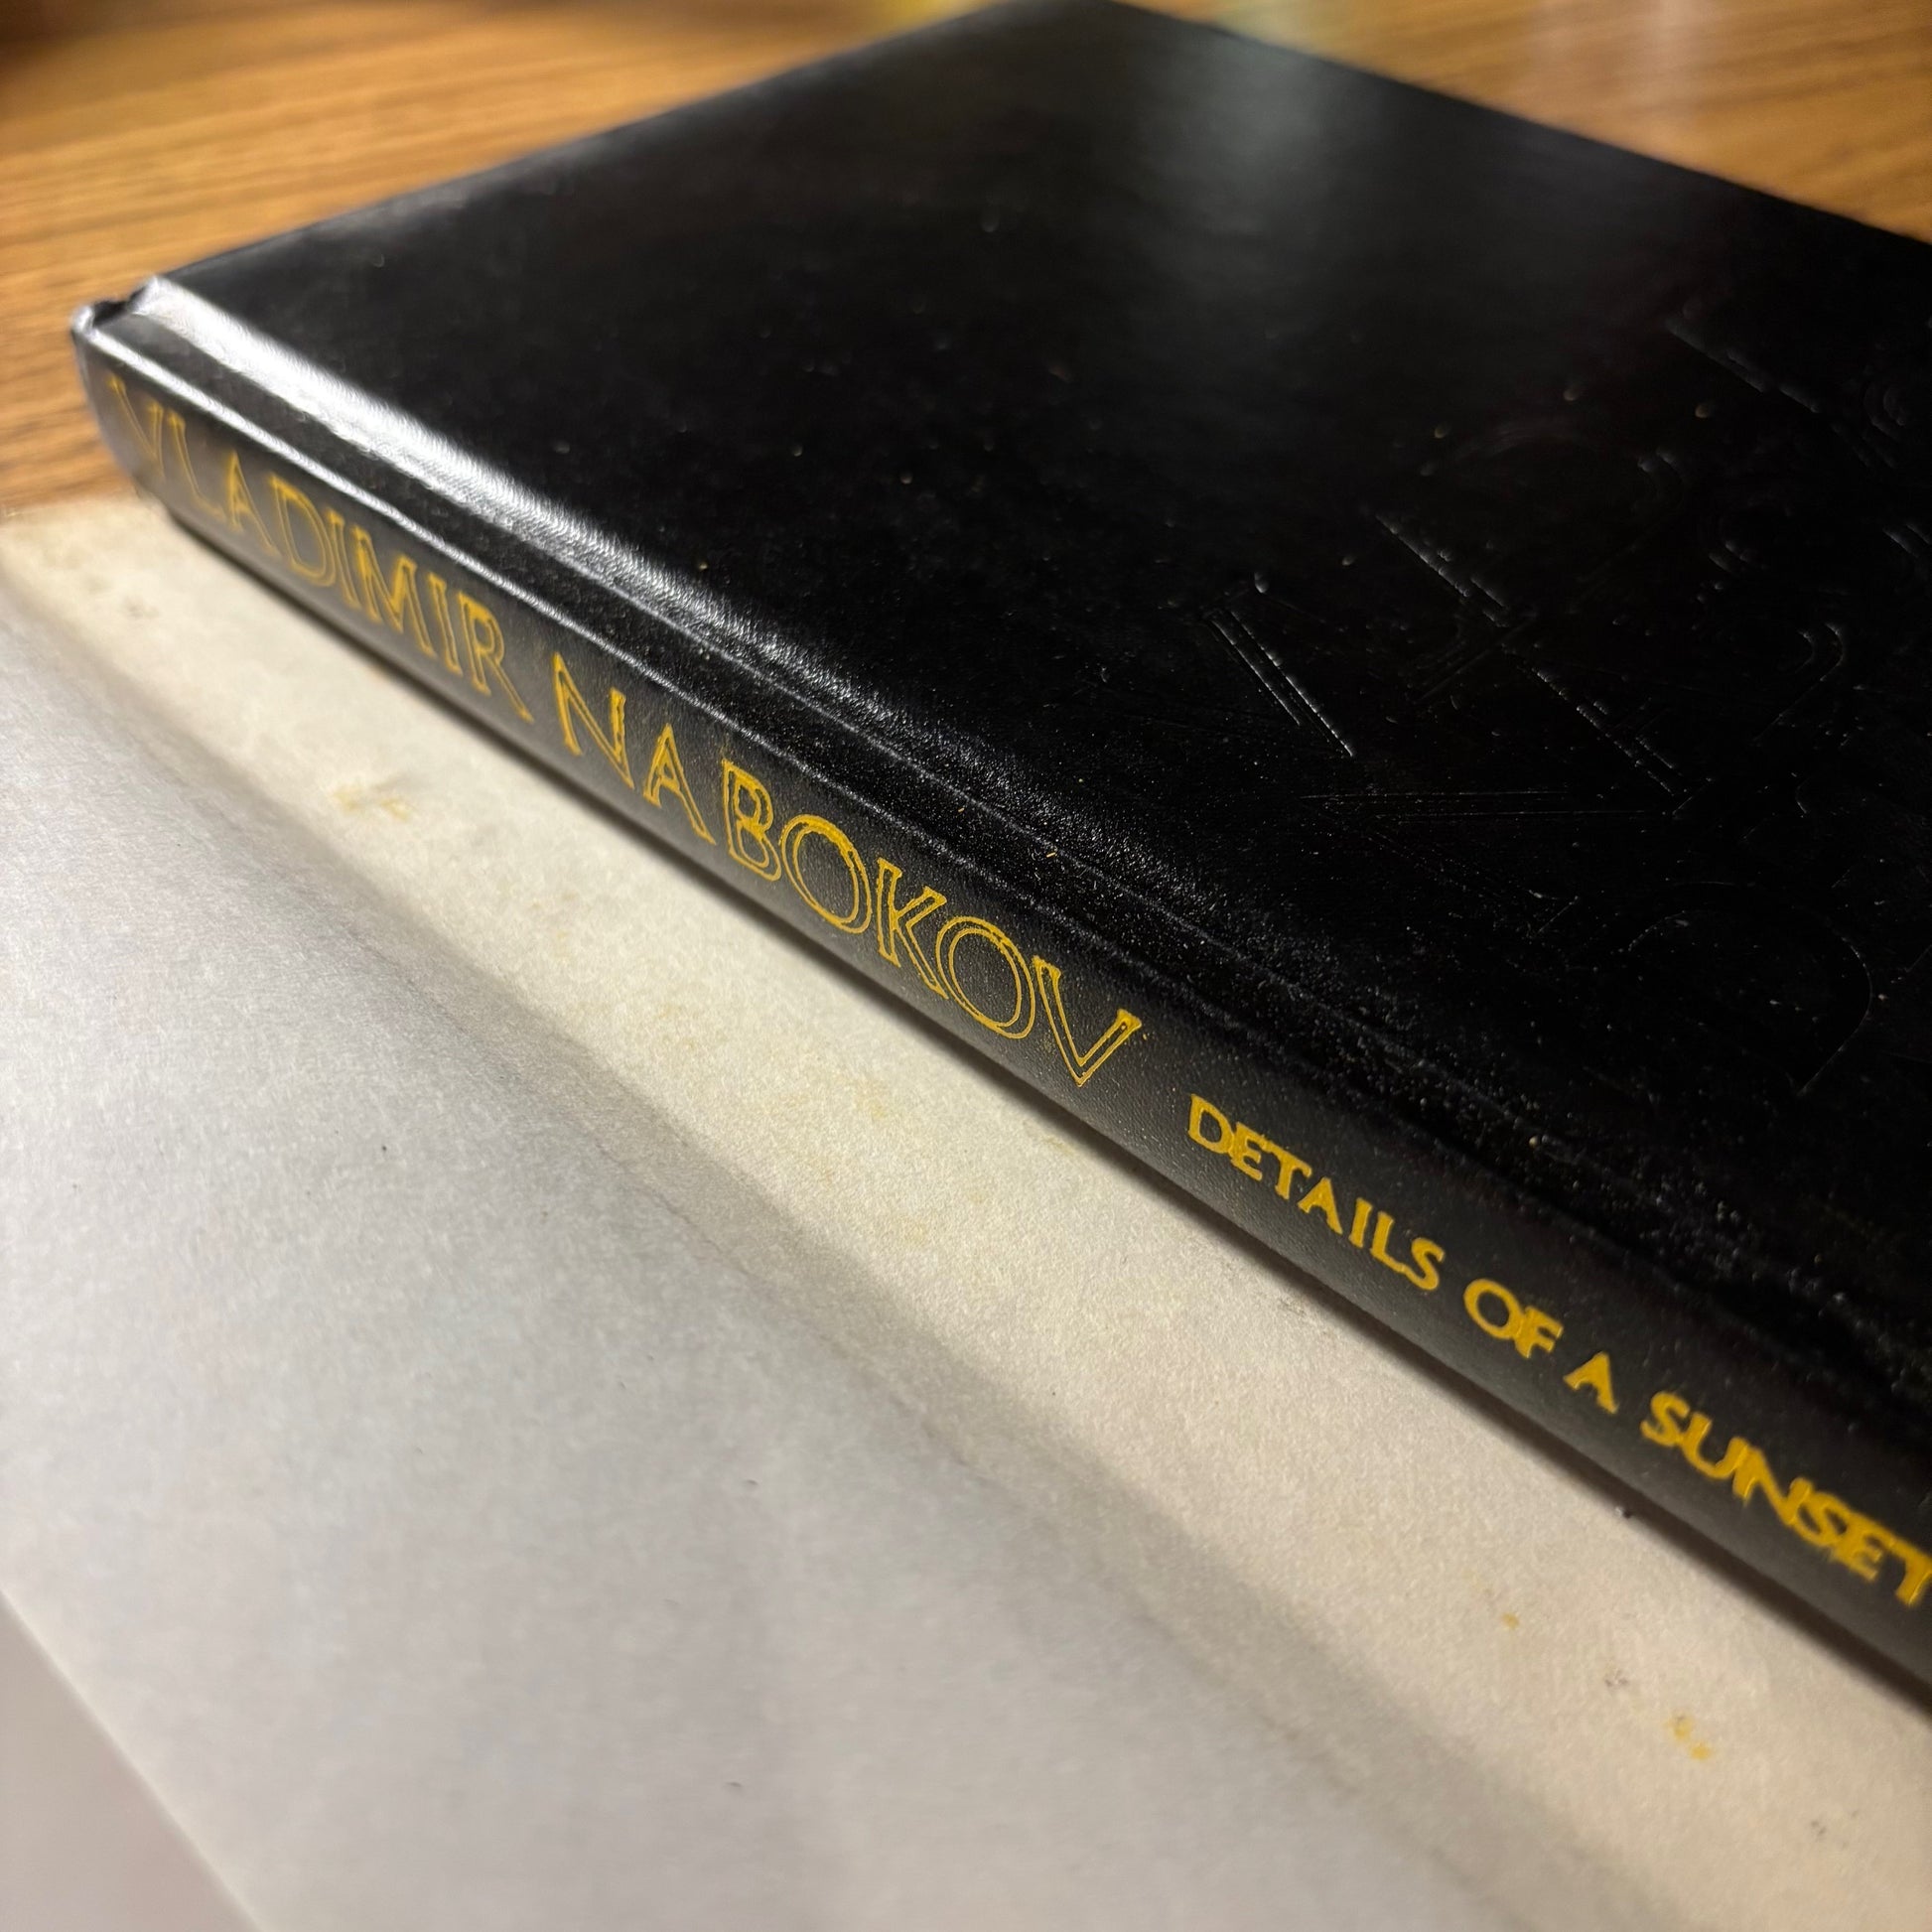 VLADIMIR NABOKOV DETAILS OF A SUNSET